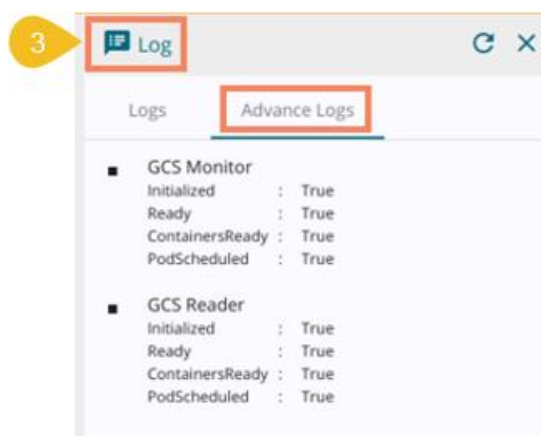 3
Log
Logs Advance Logs
GCS Monitor
Initialized : True
Ready : True
ContainersReady : True
PodScheduled : True
GCS Reader
Initialized : True
Ready : True
ContainersReady : True
PodScheduled : True